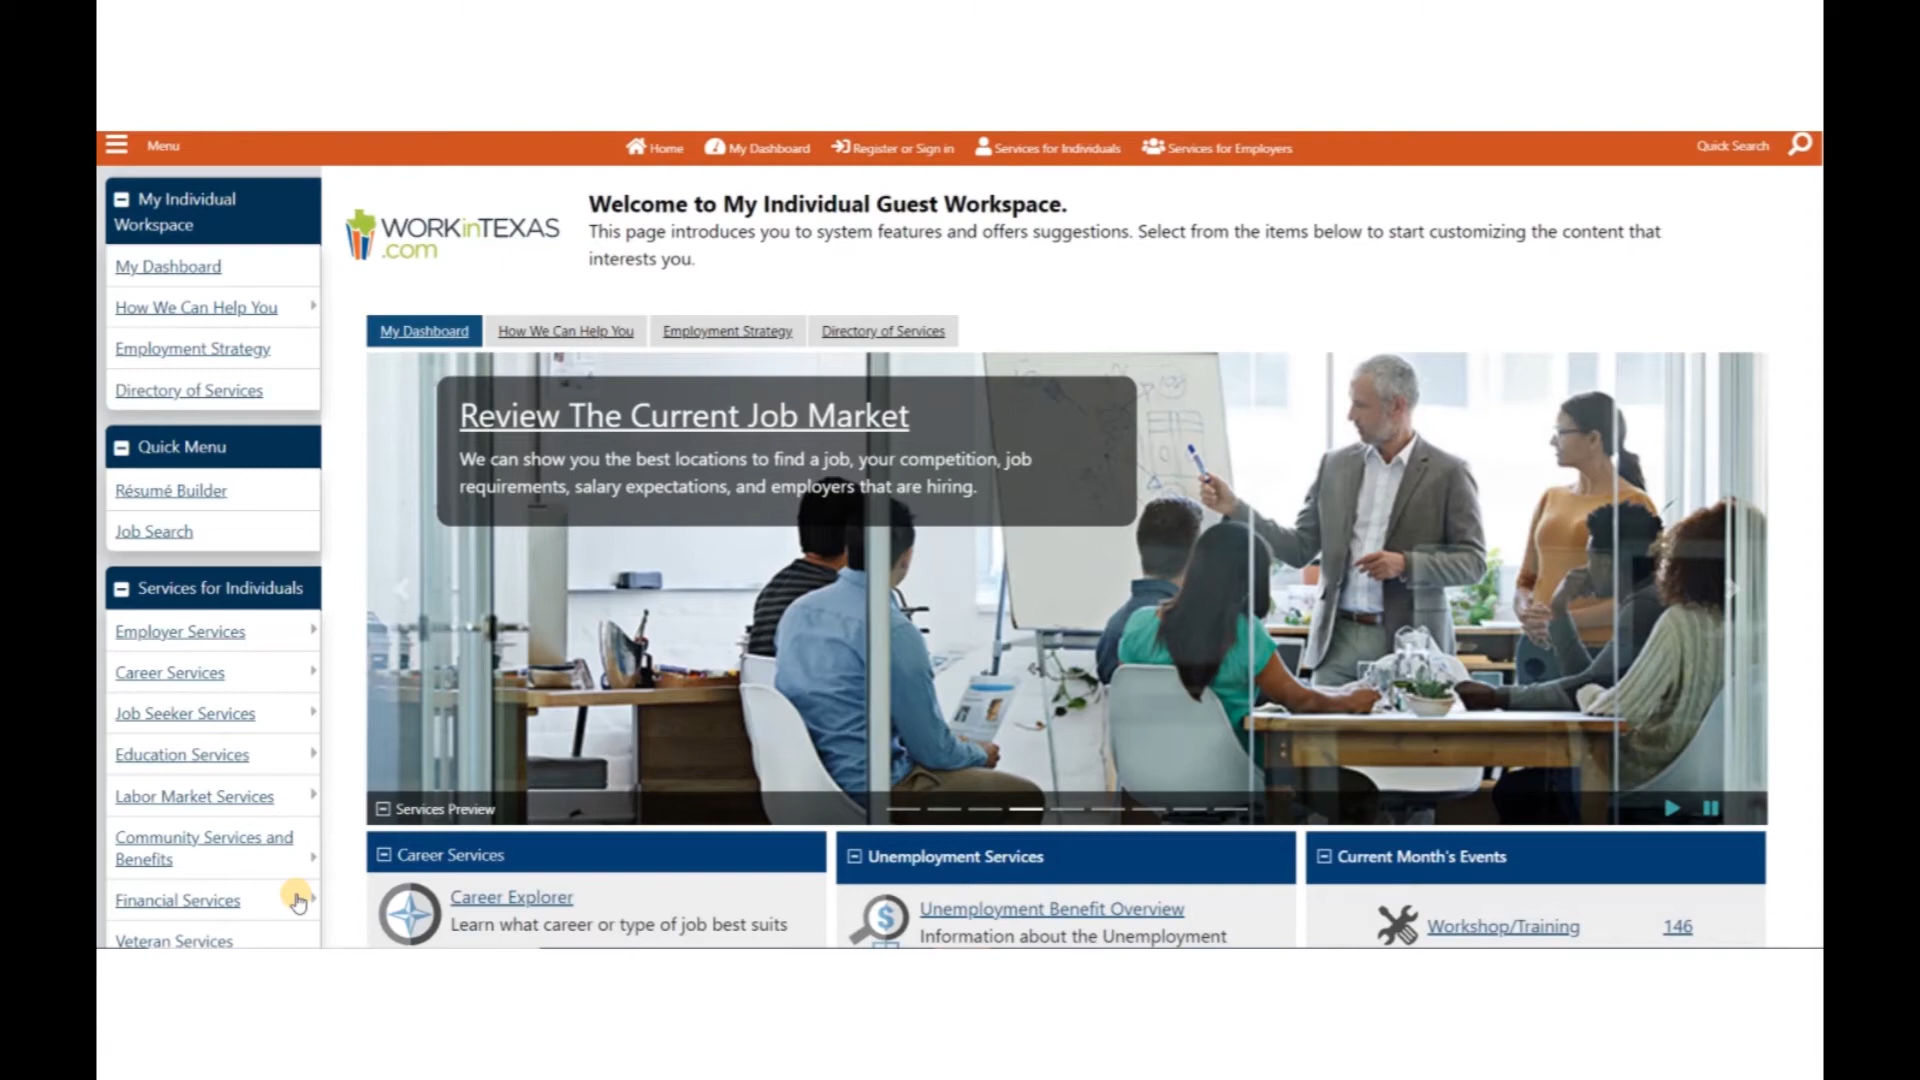 Menu
Home
My Dashboard
Register or Sign in
Services for Individuals
Services for Employers
Quick Search
My Individual
Workspace
My Dashboard
How We Can Help You
Employment Strategy
Directory of Services
Quick Menu
Résumé Builder
Job Search
Services for Individuals
Employer Services
Career Services
Job Seeker Services
Education Services
Labor Market Services
Community Services and
Benefits
Financial Services
Veteran Services
WORKinTEXAS
.com
Welcome to My Individual Guest Workspace.
This page introduces you to system features and offers suggestions. Select from the items below to start customizing the content that
interests you.
My Dashboard
How We Can Help You
Employment Strategy
Directory of Services
Review The Current Job Market
We can show you the best locations to find a job, your competition, job
requirements, salary expectations, and employers that are hiring.
Services Preview
Career Services
Career Explorer
Learn what career or type of job best suits
Unemployment Services
Unemployment Benefit Overview
Information about the Unemployment
Current Month's Events
Workshop/Training 146